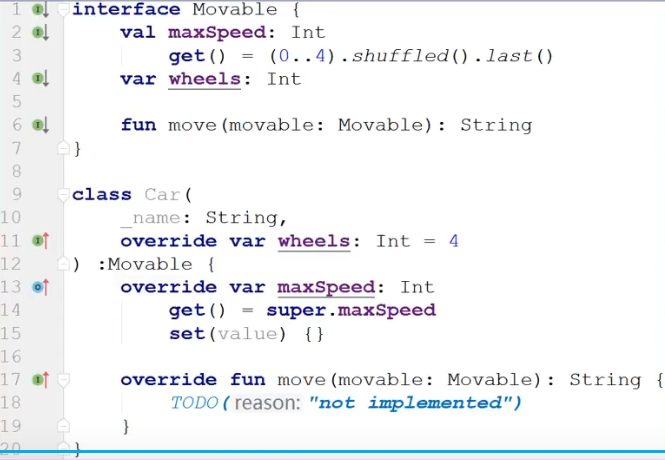 1 interface Movable {
2     val maxSpeed: Int
3         get() = (0..4).shuffled().last()
4     var wheels: Int
5
6     fun move(movable: Movable): String
7 }
8
9 class Car(
10     _name: String,
11     override var wheels: Int = 4
12 ) :Movable {
13     override var maxSpeed: Int
14         get() = super.maxSpeed
15         set(value) {}
16
17     override fun move(movable: Movable): String {
18         TODO( reason: "not implemented")
19     }
20 }